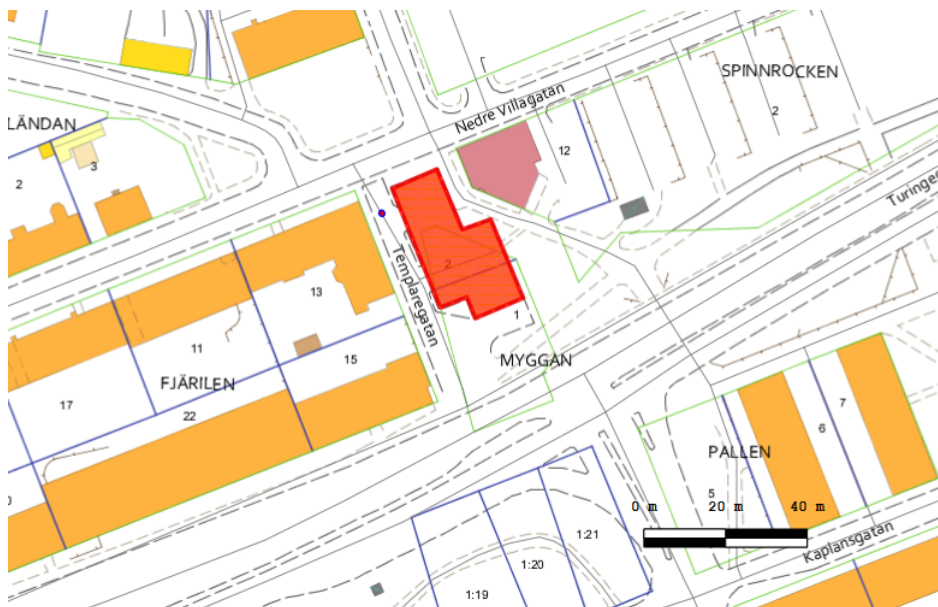 SPINNROCKEN
2
Nedre Villagatan
LÄNDAN
12
3
2
Turinge
Templaregatan
2
13
1
11
15
MYGGAN
FJÄRILEN
17
22
7
6
PALLEN
5
0 m 20 m 40 m
1:21
1:20
1:19
Kaplansgatan